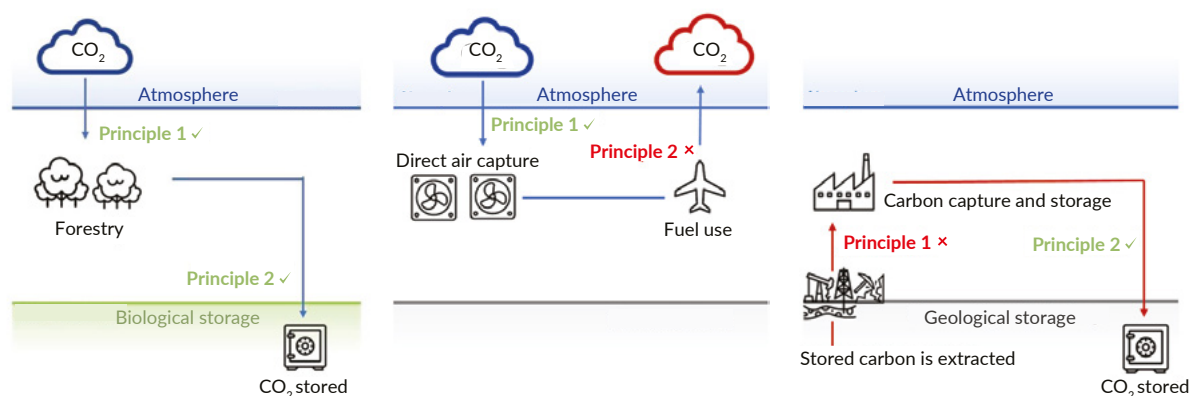 CO₂
Atmosphere
Principle 1 ✓
Forestry
Principle 2 ✓
Biological storage
CO₂ stored
CO₂
CO₂
Atmosphere
Principle 1 ✓
Principle 2 ×
Direct air capture
Fuel use
Atmosphere
Carbon capture and storage
Principle 1 ×
Principle 2 ✓
Geological storage
Stored carbon is extracted
CO₂ stored